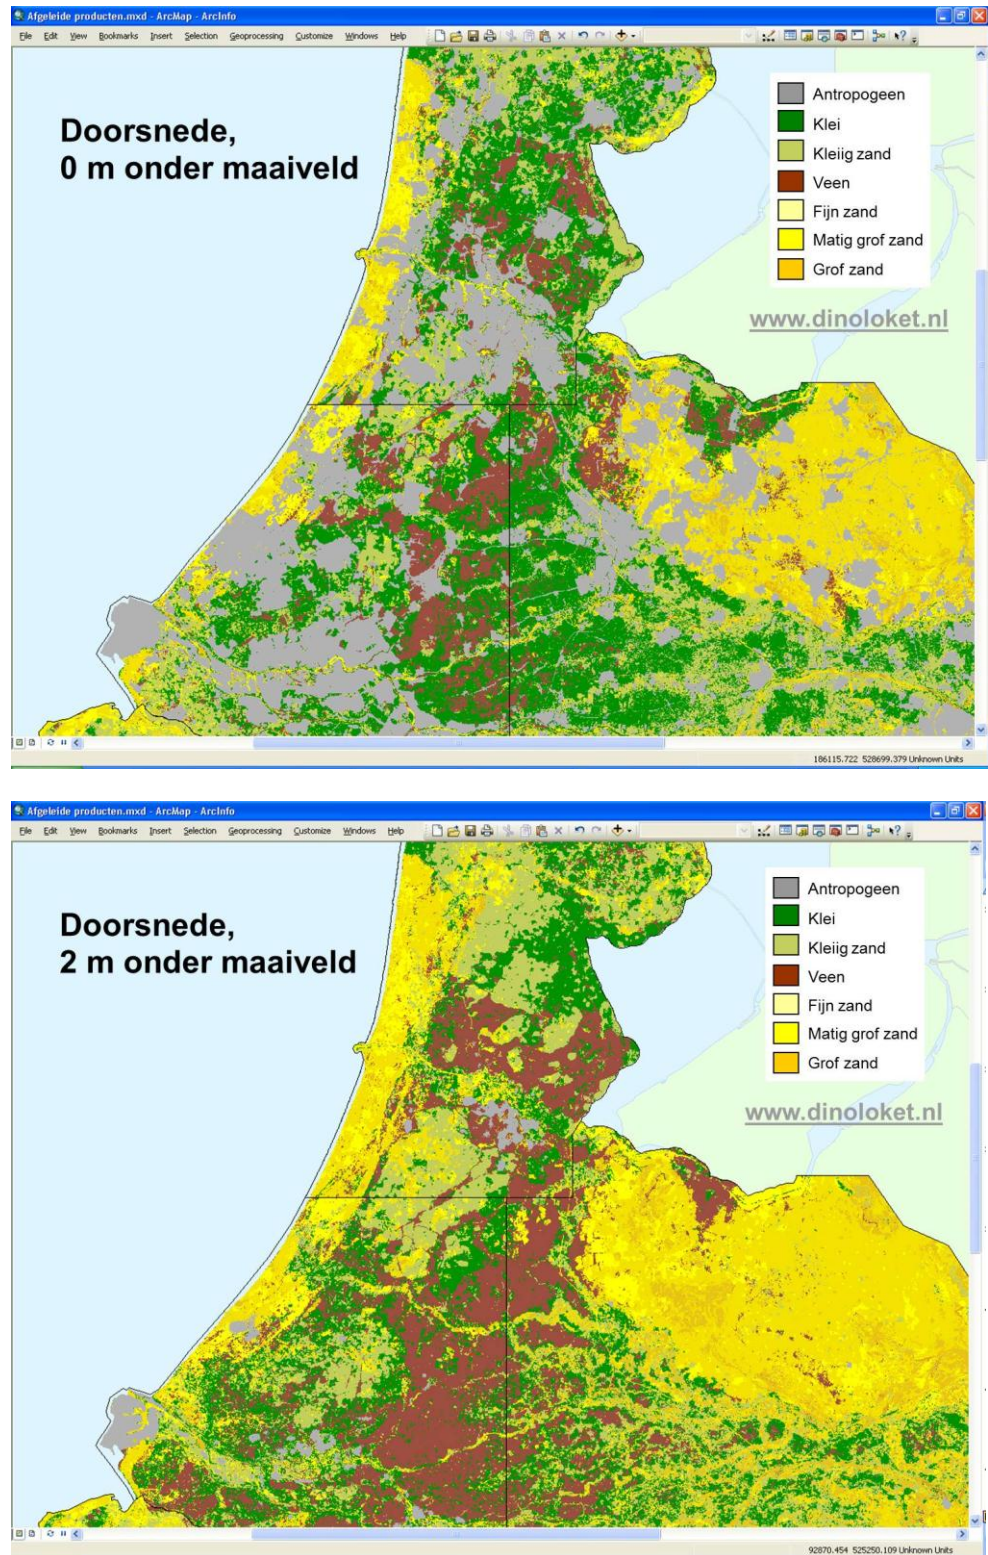 Afgeleide producten.mxd - ArcMap - ArcInfo
File Edit View Bookmarks Insert Selection Geoprocessing Customize Windows Help
Doorsnede,
0 m onder maaiveld
Antropogeen
Klei
Kleiig zand
Veen
Fijn zand
Matig grof zand
Grof zand
www.dinoloket.nl
186115.722 528699.379 Unknown Units
Afgeleide producten.mxd - ArcMap - ArcInfo
File Edit View Bookmarks Insert Selection Geoprocessing Customize Windows Help
Doorsnede,
2 m onder maaiveld
Antropogeen
Klei
Kleiig zand
Veen
Fijn zand
Matig grof zand
Grof zand
www.dinoloket.nl
92870.454 525250.109 Unknown Units